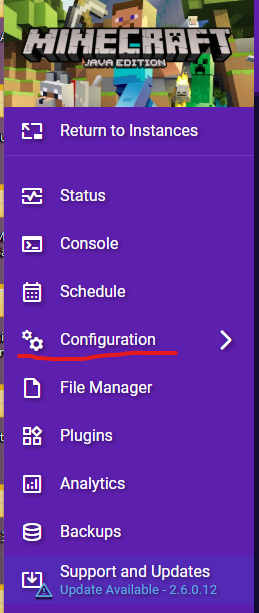 MINECRAFT
JAVA EDITION
Return to Instances
Status
Console
Schedule
Configuration
File Manager
Plugins
Analytics
Backups
Support and Updates
Update Available - 2.6.0.12